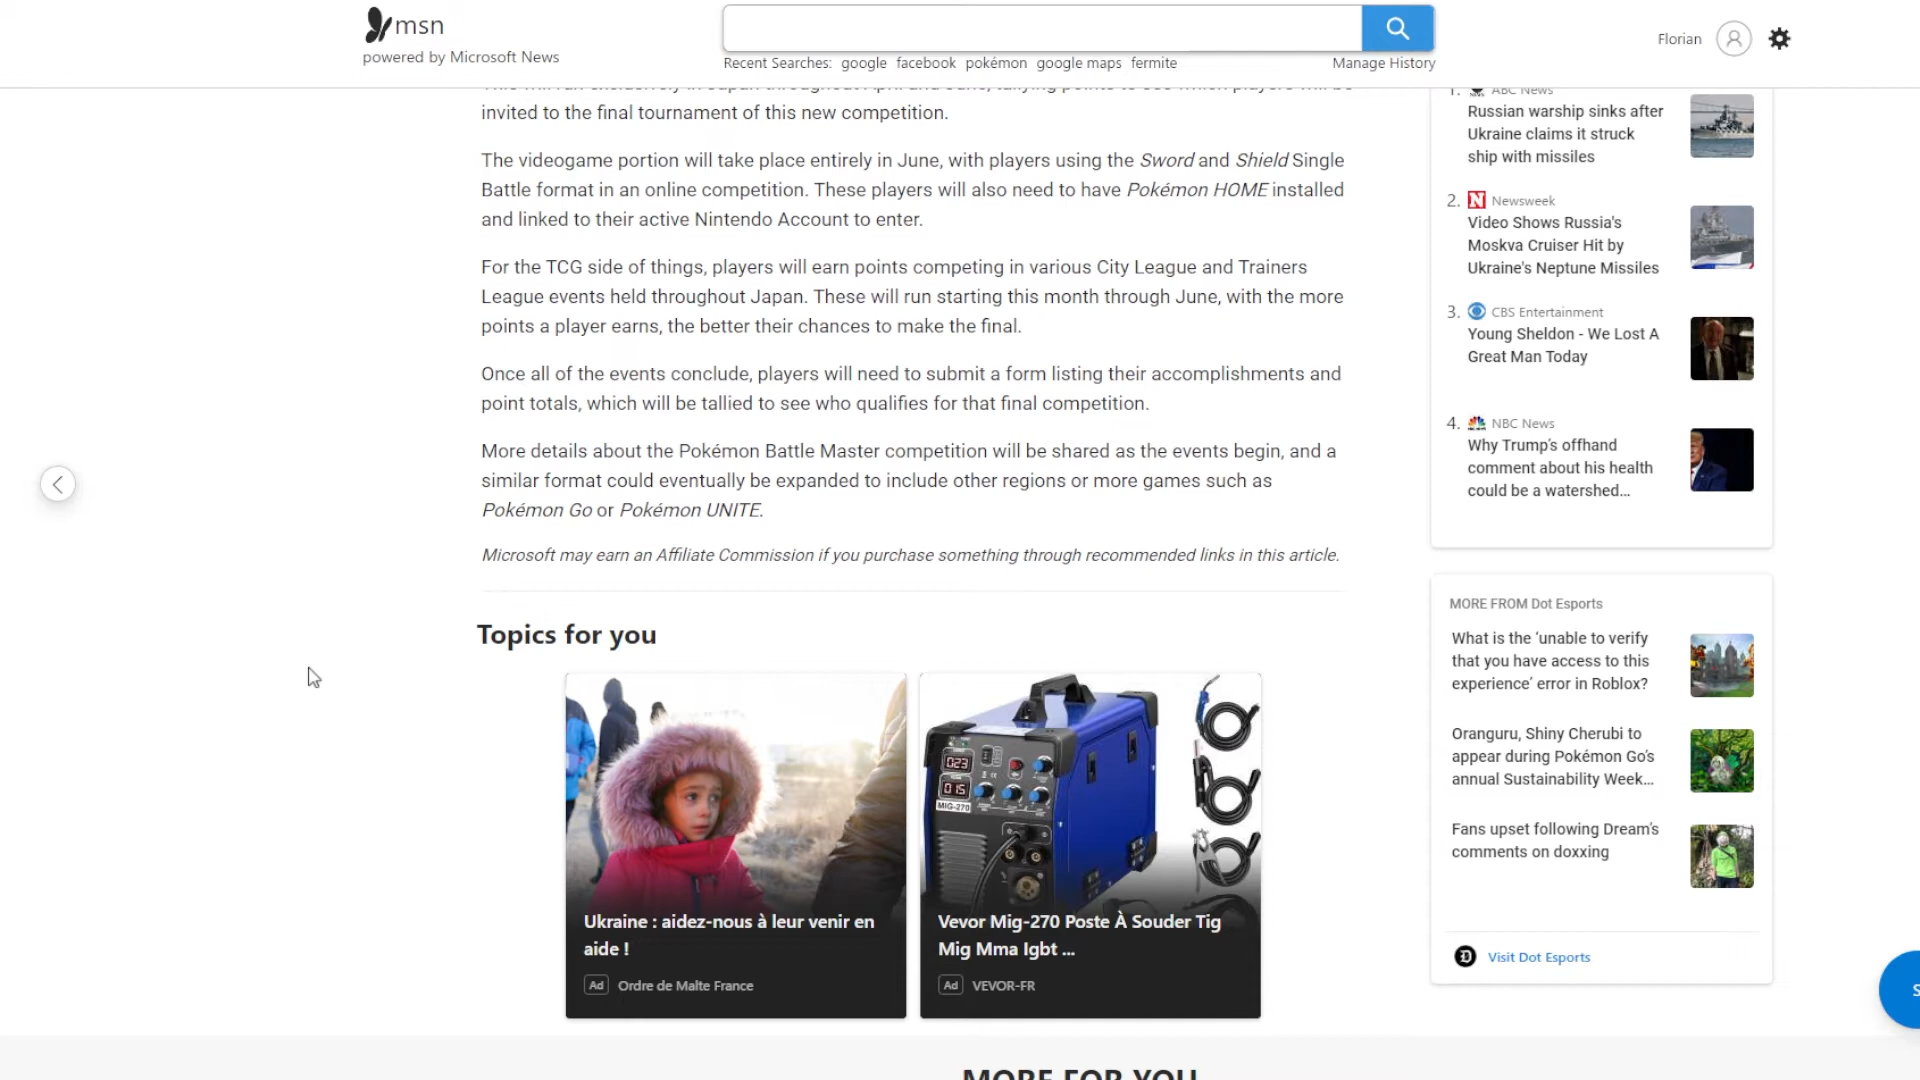 msn
powered by Microsoft News
Recent Searches: google facebook pokémon google maps fermite
Manage History
Florian
This will run exclusively in Japan throughout April and June, tallying points to see which players will be
invited to the final tournament of this new competition.
The videogame portion will take place entirely in June, with players using the Sword and Shield Single
Battle format in an online competition. These players will also need to have Pokémon HOME installed
and linked to their active Nintendo Account to enter.
For the TCG side of things, players will earn points competing in various City League and Trainers
League events held throughout Japan. These will run starting this month through June, with the more
points a player earns, the better their chances to make the final.
Once all of the events conclude, players will need to submit a form listing their accomplishments and
point totals, which will be tallied to see who qualifies for that final competition.
More details about the Pokémon Battle Master competition will be shared as the events begin, and a
similar format could eventually be expanded to include other regions or more games such as
Pokémon Go or Pokémon UNITE.
Microsoft may earn an Affiliate Commission if you purchase something through recommended links in this article.
Topics for you
023
015
MIG-270
Ukraine : aidez-nous à leur venir en
aide !
Ad Ordre de Malte France
Vevor Mig-270 Poste À Souder Tig
Mig Mma Igbt ...
Ad VEVOR-FR
1. ABC News
Russian warship sinks after
Ukraine claims it struck
ship with missiles
2. N Newsweek
Video Shows Russia's
Moskva Cruiser Hit by
Ukraine's Neptune Missiles
3. CBS Entertainment
Young Sheldon - We Lost A
Great Man Today
4. NBC News
Why Trump's offhand
comment about his health
could be a watershed...
MORE FROM Dot Esports
What is the 'unable to verify
that you have access to this
experience' error in Roblox?
Oranguru, Shiny Cherubi to
appear during Pokémon Go's
annual Sustainability Week...
Fans upset following Dream's
comments on doxxing
D Visit Dot Esports
S
MORE FOR YOU